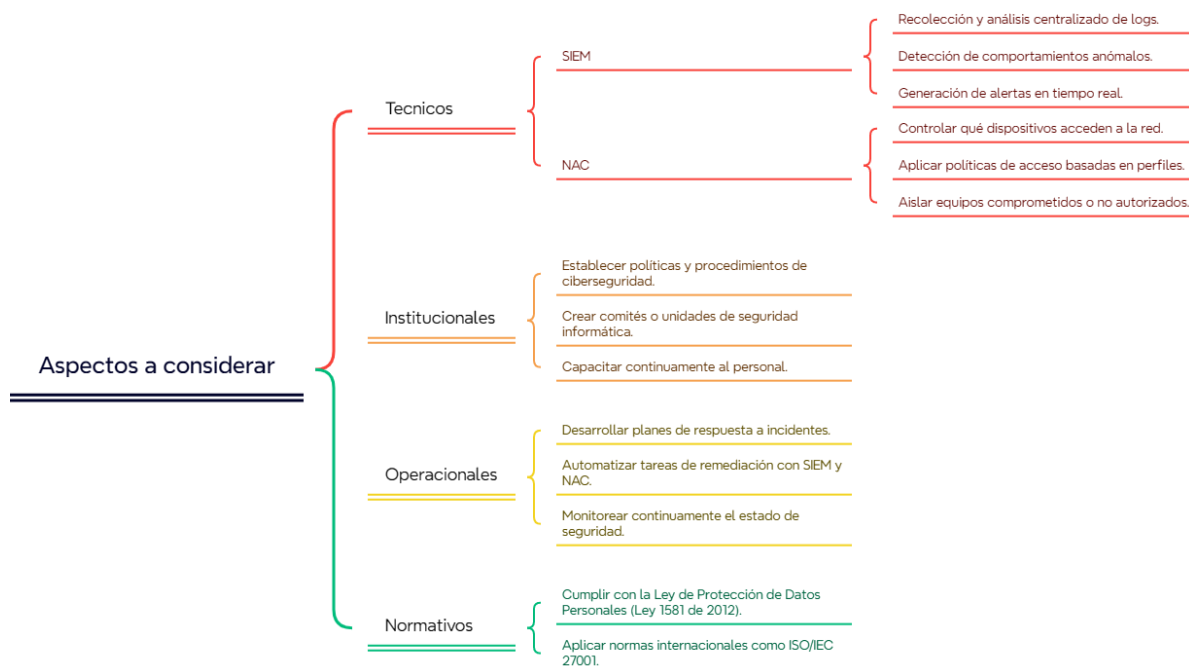 Aspectos a considerar
Tecnicos
SIEM
Recolección y análisis centralizado de logs.
Detección de comportamientos anómalos.
Generación de alertas en tiempo real.
NAC
Controlar qué dispositivos acceden a la red.
Aplicar políticas de acceso basadas en perfiles.
Aislar equipos comprometidos o no autorizados.
Institucionales
Establecer políticas y procedimientos de
ciberseguridad.
Crear comités o unidades de seguridad
informática.
Capacitar continuamente al personal.
Operacionales
Desarrollar planes de respuesta a incidentes.
Automatizar tareas de remediación con SIEM y
NAC.
Monitorear continuamente el estado de
seguridad.
Normativos
Cumplir con la Ley de Protección de Datos
Personales (Ley 1581 de 2012).
Aplicar normas internacionales como ISO/IEC
27001.